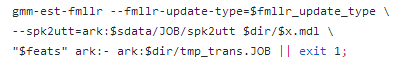 gmm-est-fmllr --fmllr-update-type=$fmllr_update_type \
--spk2utt=ark:$sdata/JOB/spk2utt $dir/$x.mdl \
"$feats" ark:- ark:$dir/tmp_trans.JOB || exit 1;